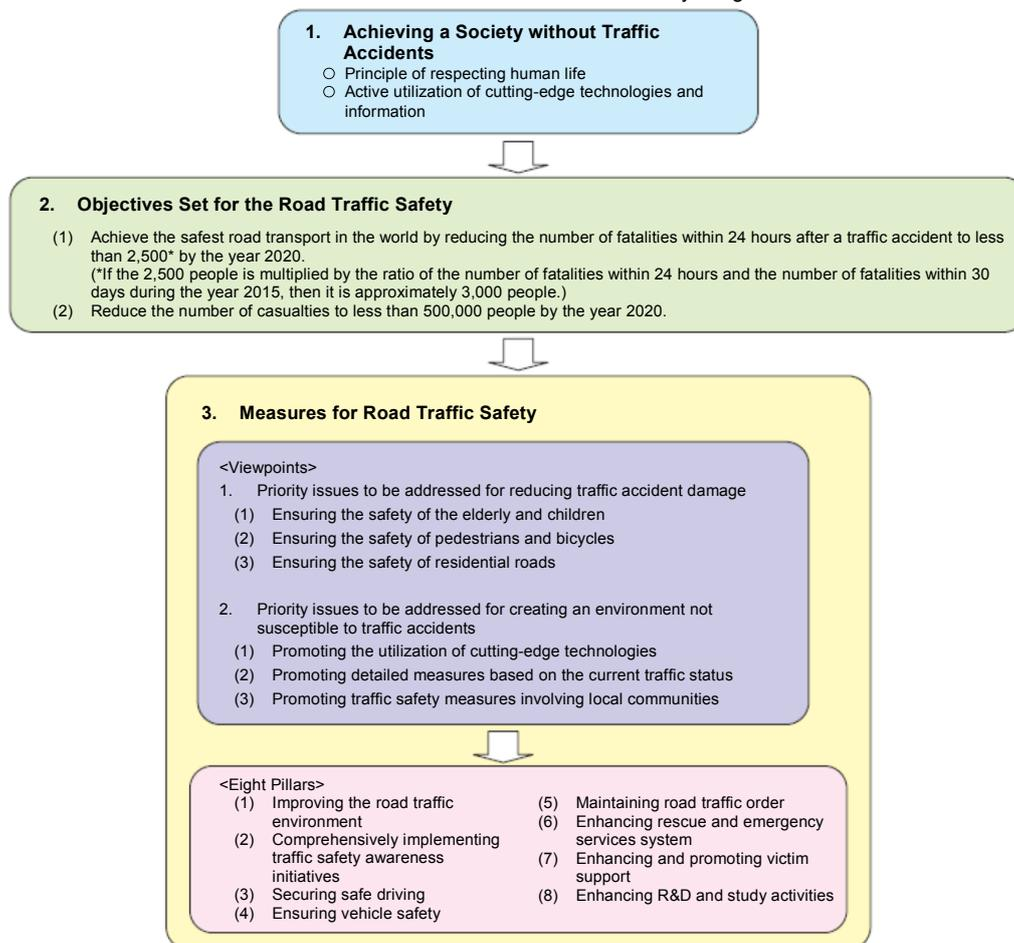 1. Achieving a Society without Traffic
Accidents
○ Principle of respecting human life
○ Active utilization of cutting-edge technologies and
information
2. Objectives Set for the Road Traffic Safety
(1) Achieve the safest road transport in the world by reducing the number of fatalities within 24 hours after a traffic accident to less
than 2,500* by the year 2020.
(*If the 2,500 people is multiplied by the ratio of the number of fatalities within 24 hours and the number of fatalities within 30
days during the year 2015, then it is approximately 3,000 people.)
(2) Reduce the number of casualties to less than 500,000 people by the year 2020.
3. Measures for Road Traffic Safety
<Viewpoints>
1. Priority issues to be addressed for reducing traffic accident damage
(1) Ensuring the safety of the elderly and children
(2) Ensuring the safety of pedestrians and bicycles
(3) Ensuring the safety of residential roads
2. Priority issues to be addressed for creating an environment not
susceptible to traffic accidents
(1) Promoting the utilization of cutting-edge technologies
(2) Promoting detailed measures based on the current traffic status
(3) Promoting traffic safety measures involving local communities
<Eight Pillars>
(1) Improving the road traffic
environment
(2) Comprehensively implementing
traffic safety awareness
initiatives
(3) Securing safe driving
(4) Ensuring vehicle safety
(5) Maintaining road traffic order
(6) Enhancing rescue and emergency
services system
(7) Enhancing and promoting victim
support
(8) Enhancing R&D and study activities